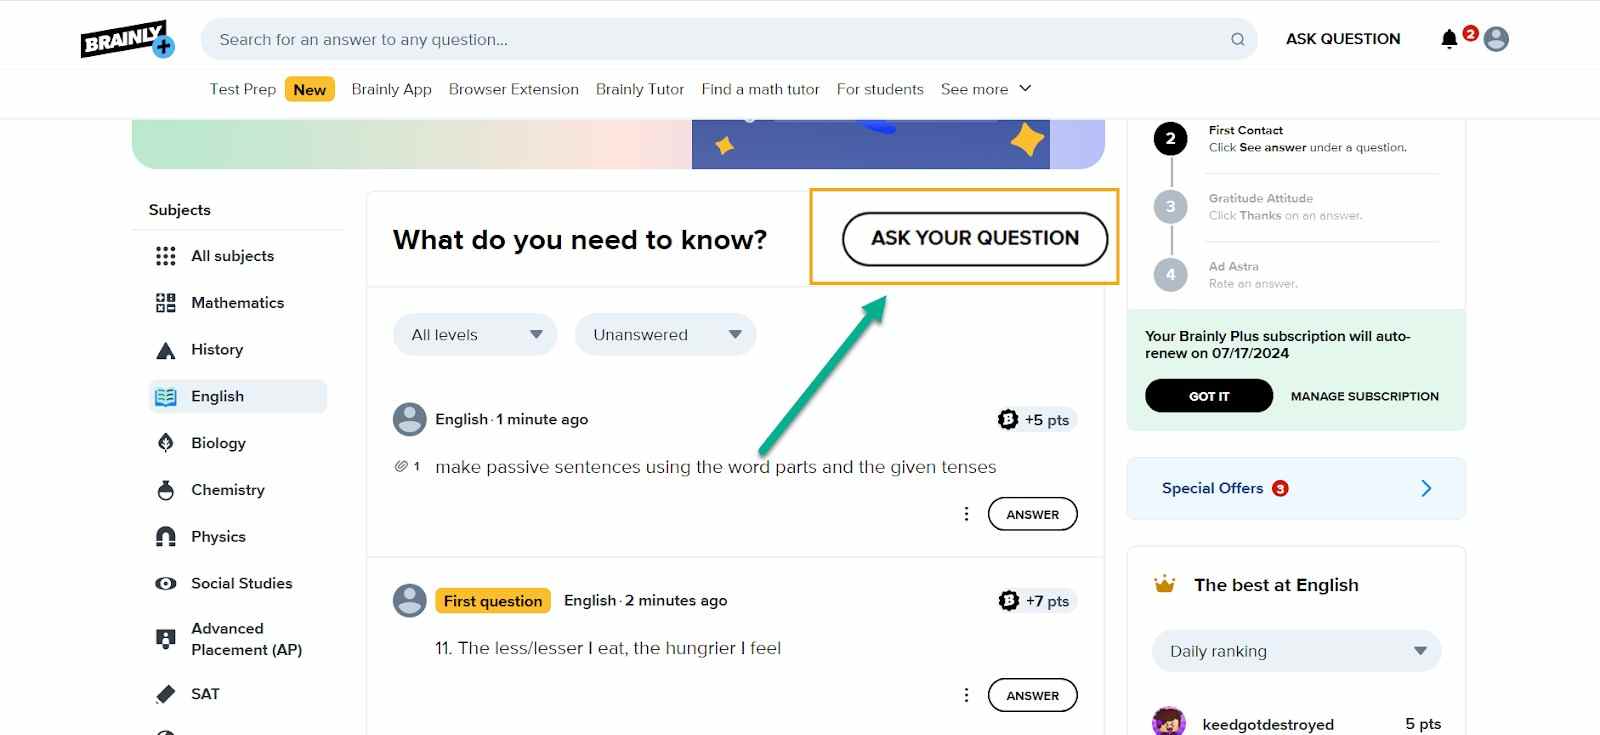 BRAINLY
Search for an answer to any question...
ASK QUESTION
2
Test Prep New Brainly App Browser Extension Brainly Tutor Find a math tutor For students See more
2 First Contact
Click See answer under a question.
3 Gratitude Attitude
Click Thanks on an answer.
4 Ad Astra
Rate an answer.
Subjects
All subjects
Mathematics
History
English
Biology
Chemistry
Physics
Social Studies
Advanced
Placement (AP)
SAT
What do you need to know?
ASK YOUR QUESTION
All levels Unanswered
English · 1 minute ago +5 pts
1 make passive sentences using the word parts and the given tenses
ANSWER
First question English · 2 minutes ago +7 pts
11. The less/lesser I eat, the hungrier I feel
ANSWER
Your Brainly Plus subscription will auto-
renew on 07/17/2024
GOT IT MANAGE SUBSCRIPTION
Special Offers 3
The best at English
Daily ranking
keedgotdestroyed 5 pts